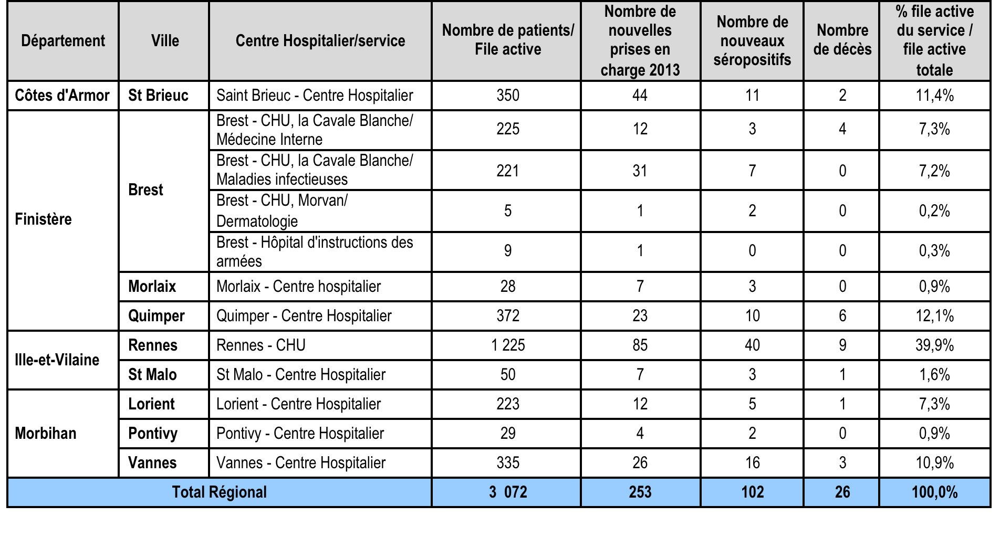 Département
Ville
Centre Hospitalier/service
Nombre de patients/
File active
Nombre de
nouvelles
prises en
charge 2013
Nombre de
nouveaux
séropositifs
Nombre
de décès
% file active
du service /
file active
totale
Côtes d'Armor
St Brieuc
Saint Brieuc - Centre Hospitalier
350
44
11
2
11,4%
Finistère
Brest
Brest - CHU, la Cavale Blanche/
Médecine Interne
225
12
3
4
7,3%
Brest - CHU, la Cavale Blanche/
Maladies infectieuses
221
31
7
0
7,2%
Brest - CHU, Morvan/
Dermatologie
5
1
2
0
0,2%
Brest - Hôpital d'instructions des
armées
9
1
0
0
0,3%
Morlaix
Morlaix - Centre hospitalier
28
7
3
0
0,9%
Quimper
Quimper - Centre Hospitalier
372
23
10
6
12,1%
Ille-et-Vilaine
Rennes
Rennes - CHU
1 225
85
40
9
39,9%
St Malo
St Malo - Centre Hospitalier
50
7
3
1
1,6%
Morbihan
Lorient
Lorient - Centre Hospitalier
223
12
5
1
7,3%
Pontivy
Pontivy - Centre Hospitalier
29
4
2
0
0,9%
Vannes
Vannes - Centre Hospitalier
335
26
16
3
10,9%
Total Régional
3 072
253
102
26
100,0%